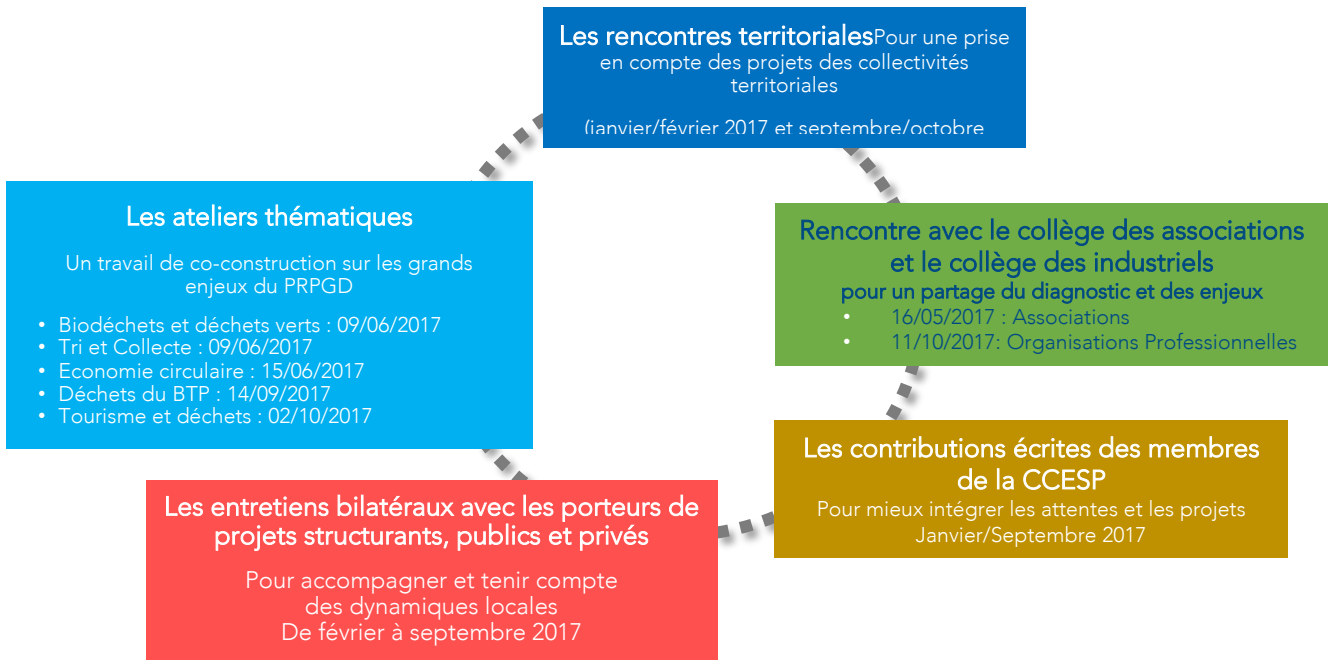 Les rencontres territorialesPour une prise
en compte des projets des collectivités
territoriales
(janvier/février 2017 et septembre/octobre
Les ateliers thématiques
Un travail de co-construction sur les grands
enjeux du PRPGD
• Biodéchets et déchets verts : 09/06/2017
• Tri et Collecte : 09/06/2017
• Economie circulaire : 15/06/2017
• Déchets du BTP : 14/09/2017
• Tourisme et déchets : 02/10/2017
Rencontre avec le collège des associations
et le collège des industriels
pour un partage du diagnostic et des enjeux
• 16/05/2017 : Associations
• 11/10/2017: Organisations Professionnelles
Les contributions écrites des membres
de la CCESP
Pour mieux intégrer les attentes et les projets
Janvier/Septembre 2017
Les entretiens bilatéraux avec les porteurs de
projets structurants, publics et privés
Pour accompagner et tenir compte
des dynamiques locales
De février à septembre 2017